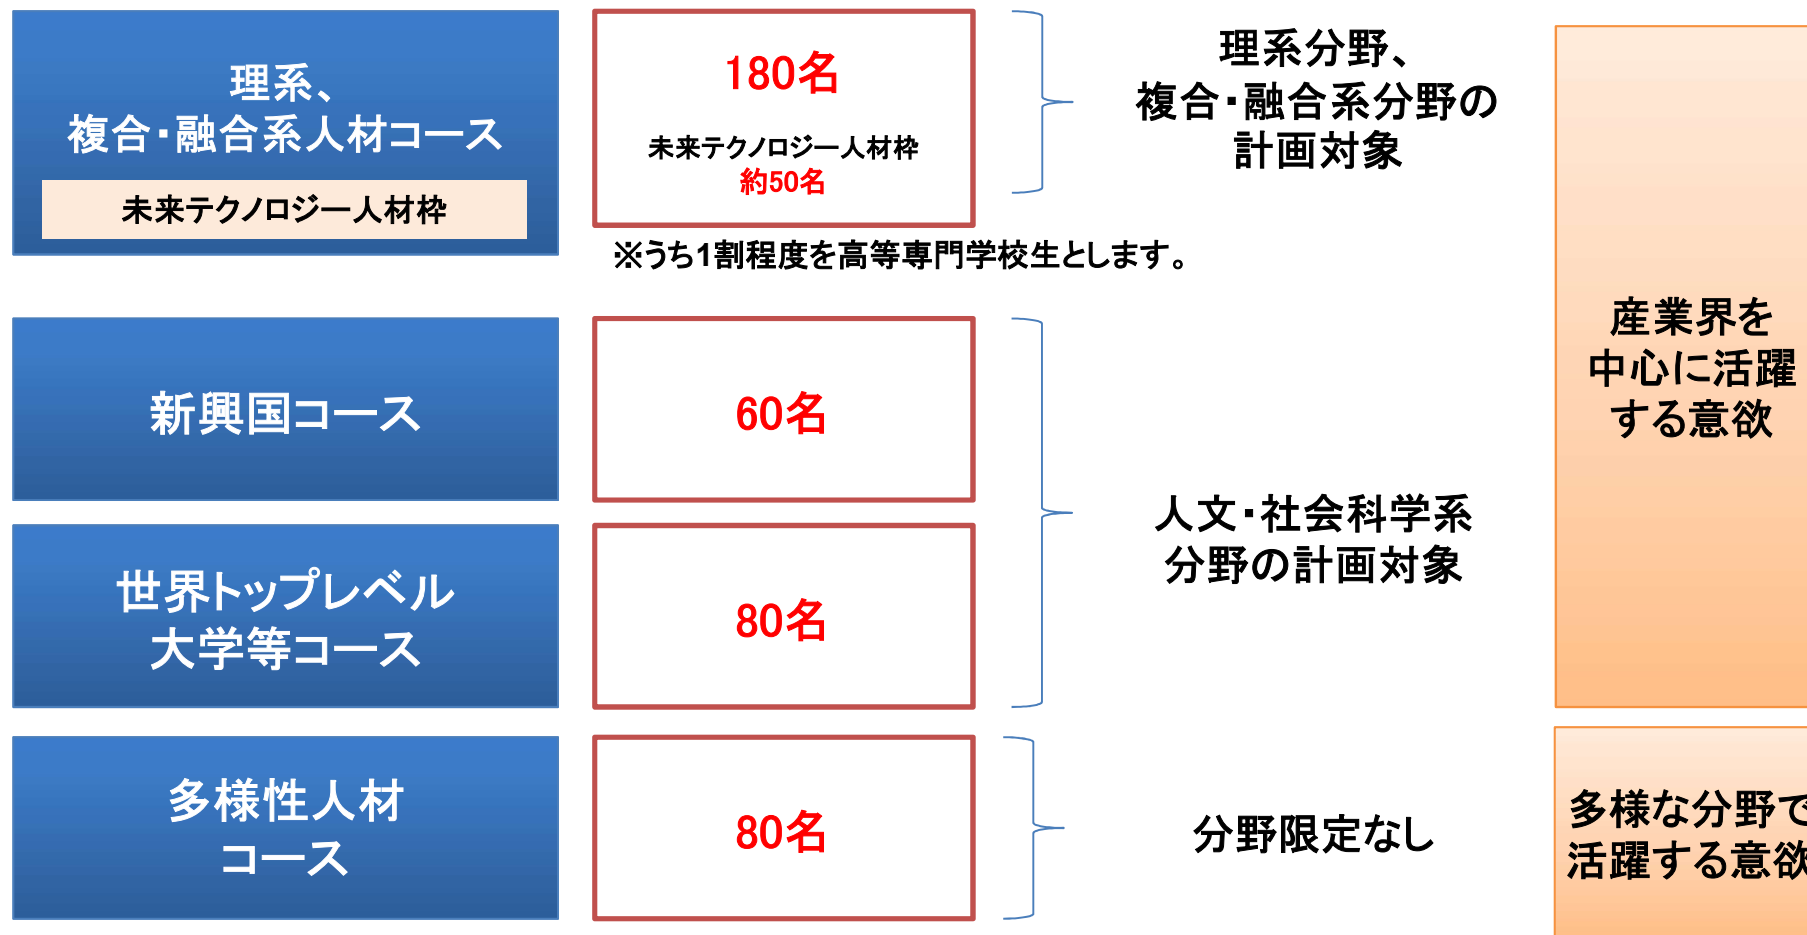 理系、
複合・融合系人材コース
未来テクノロジー人材枠
180名
未来テクノロジー人材枠
約50名
※うち1割程度を高等専門学校生とします。
理系分野、
複合・融合系分野の
計画対象
新興国コース
60名
世界トップレベル
大学等コース
80名
人文・社会科学系
分野の計画対象
産業界を
中心に活躍
する意欲
多様性人材
コース
80名
分野限定なし
多様な分野で
活躍する意欲